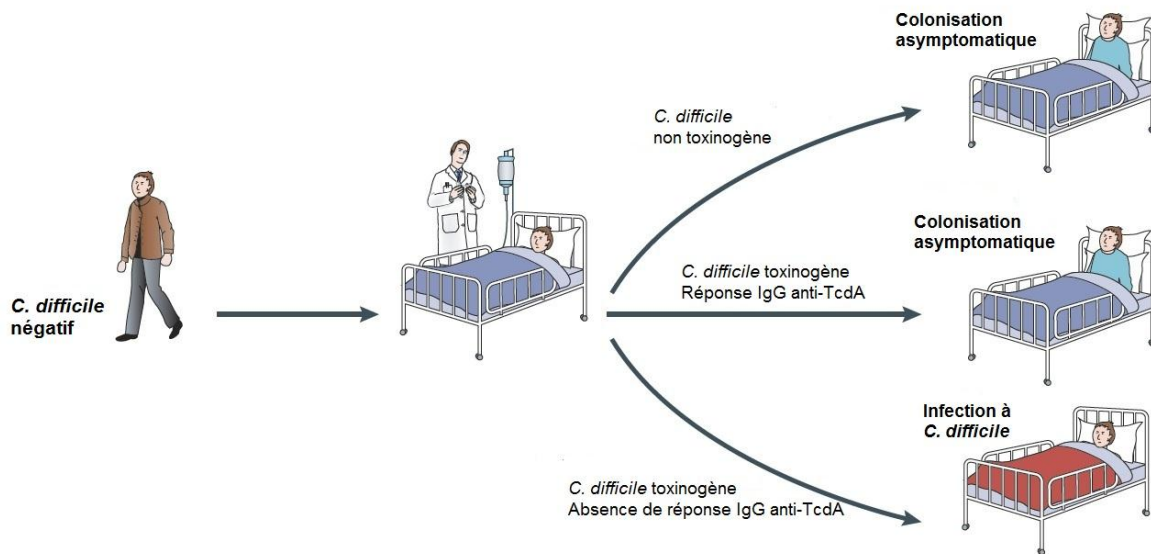 Colonisation
asymptomatique
C. difficile
non toxinogène
Colonisation
asymptomatique
C. difficile toxinogène
Réponse IgG anti-TcdA
C. difficile
négatif
Infection à
C. difficile
C. difficile toxinogène
Absence de réponse IgG anti-TcdA